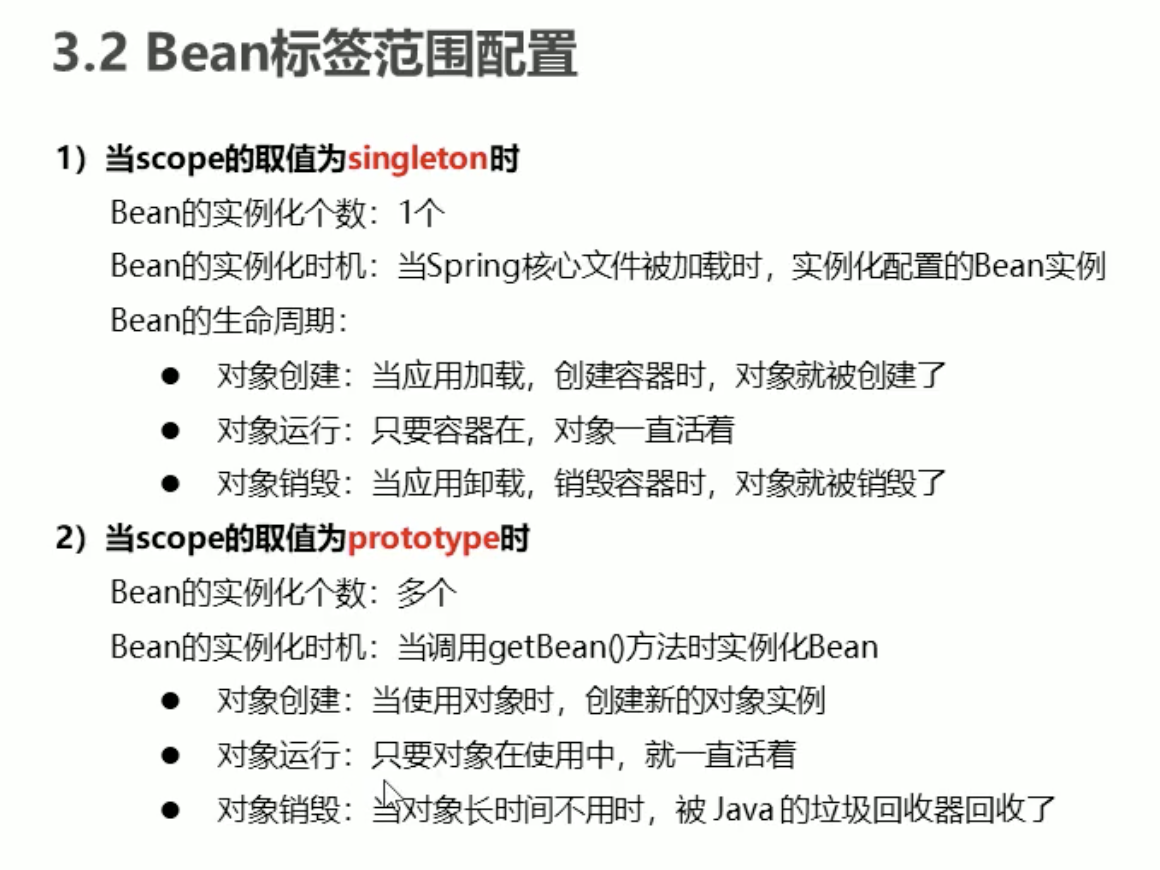 3.2 Bean标签范围配置
1）当scope的取值为singleton时
Bean的实例化个数：1个
Bean的实例化时机：当Spring核心文件被加载时，实例化配置的Bean实例
Bean的生命周期：
● 对象创建：当应用加载，创建容器时，对象就被创建了
● 对象运行：只要容器在，对象一直活着
● 对象销毁：当应用卸载，销毁容器时，对象就被销毁了
2）当scope的取值为prototype时
Bean的实例化个数：多个
Bean的实例化时机：当调用getBean()方法时实例化Bean
● 对象创建：当使用对象时，创建新的对象实例
● 对象运行：只要对象在使用中，就一直活着
● 对象销毁：当对象长时间不用时，被 Java 的垃圾回收器回收了